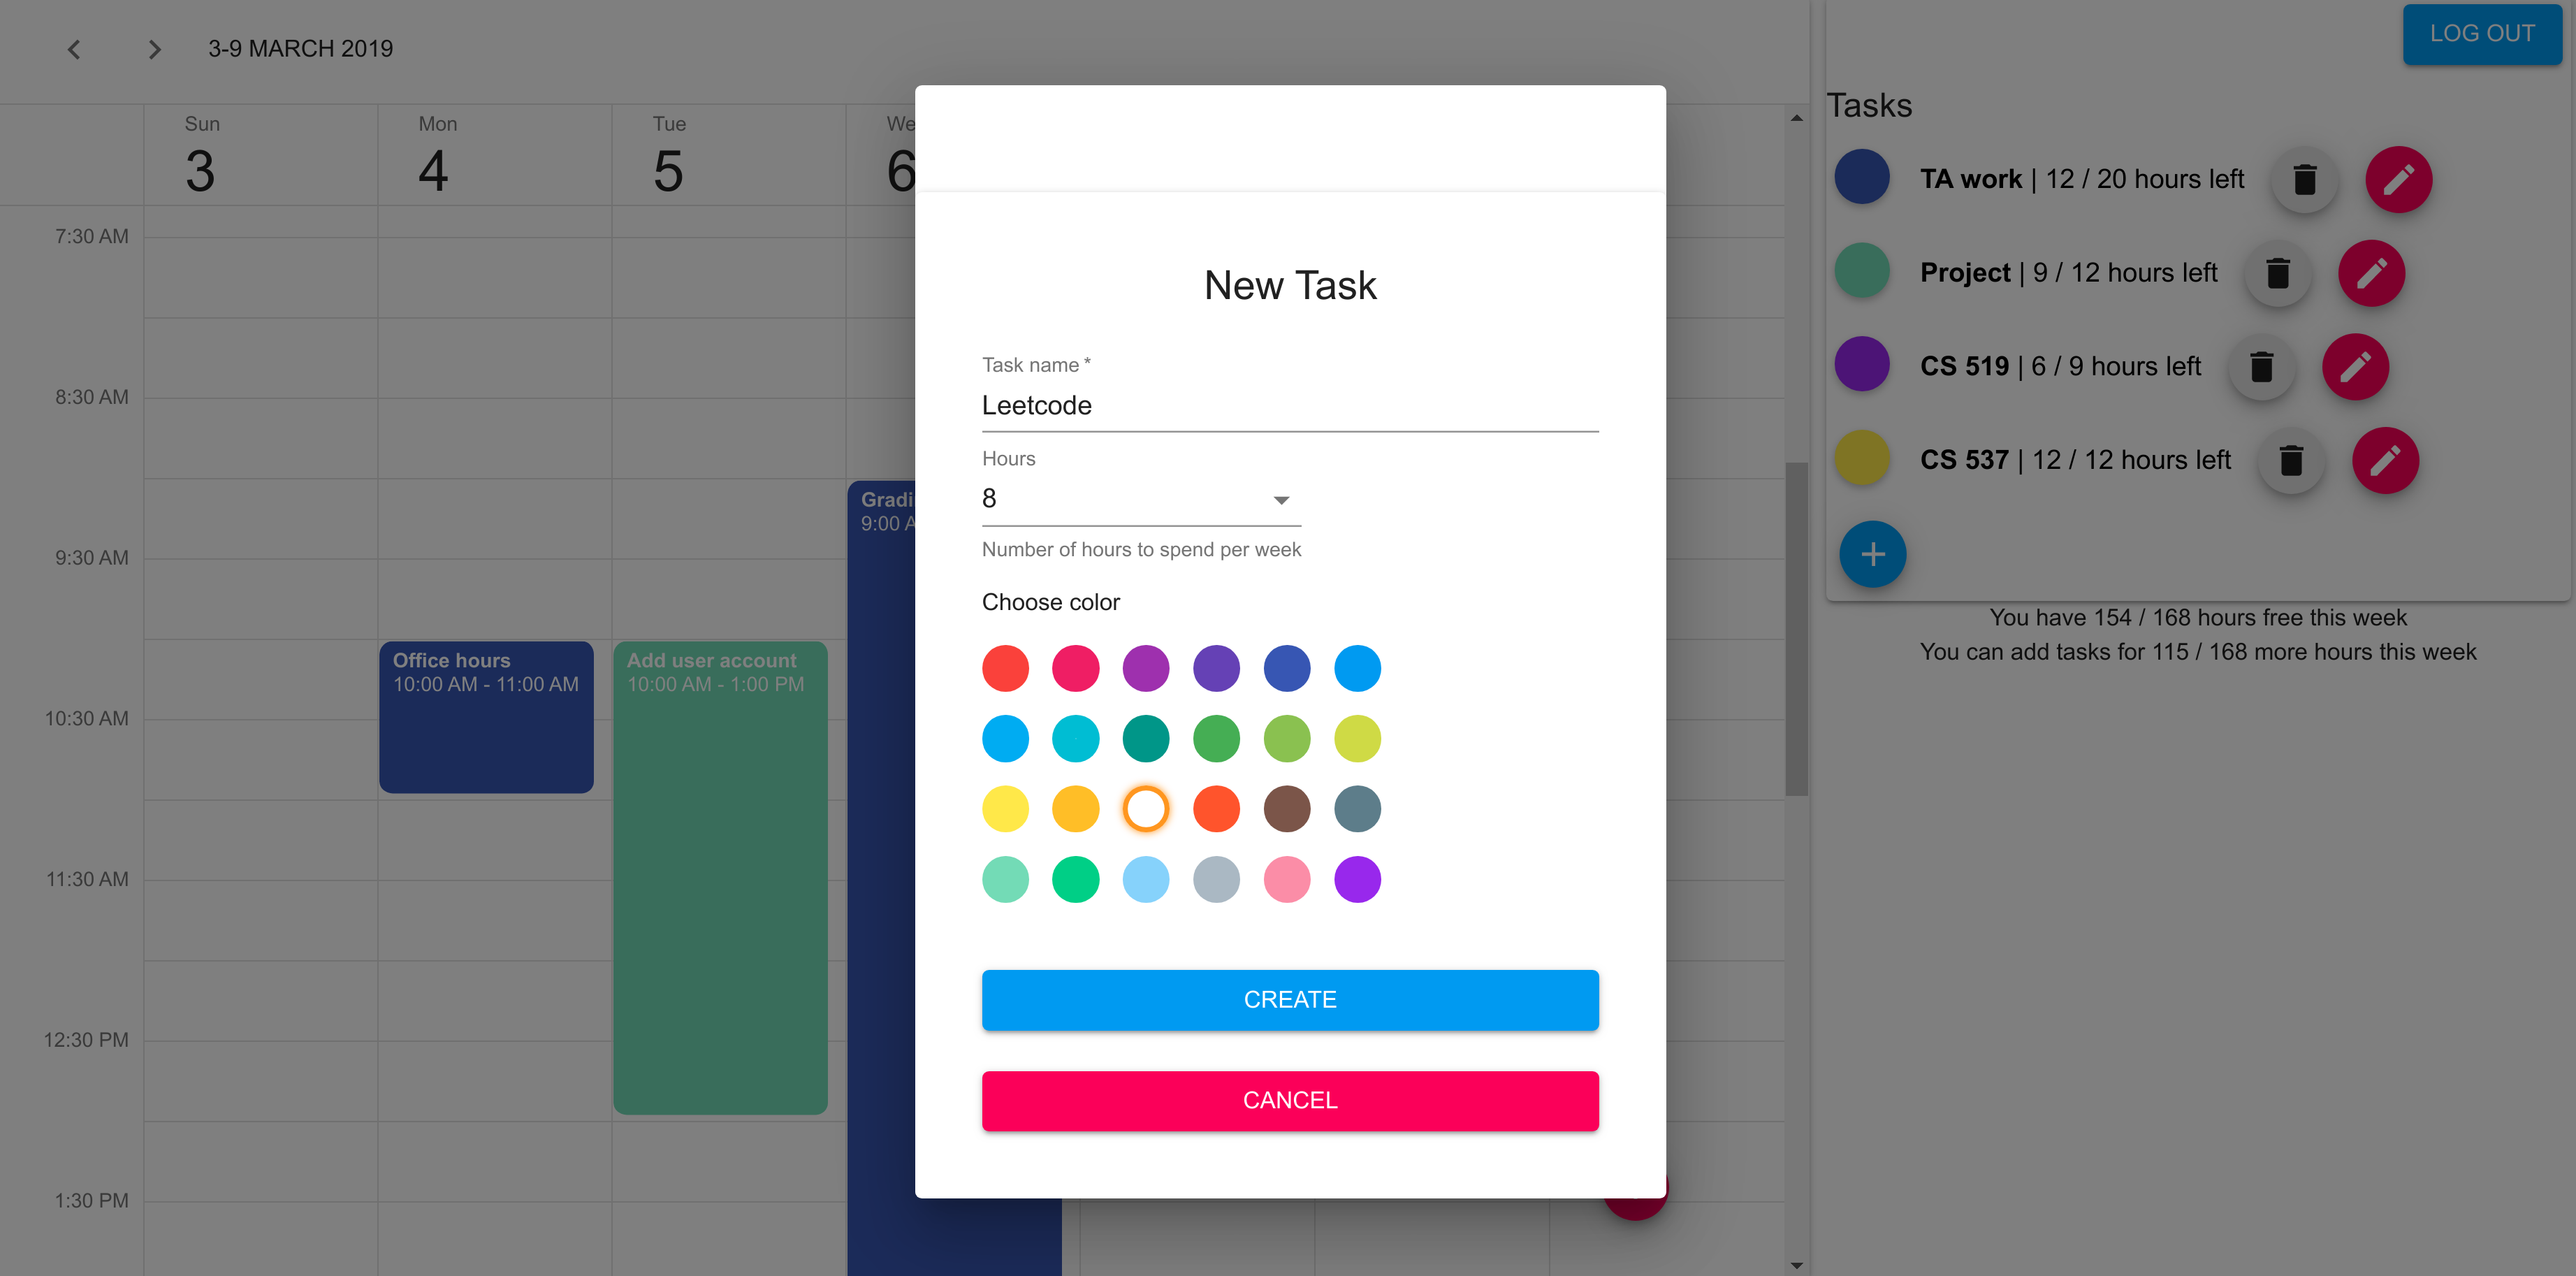 3-9 MARCH 2019
LOG OUT
Sun
3
Mon
4
Tue
5
6
7:30 AM
8:30 AM
9:30 AM
10:30 AM
11:30 AM
12:30 PM
1:30 PM
Office hours
10:00 AM - 11:00 AM
Add user account
10:00 AM - 1:00 PM
9:00
New Task
Task name *
Leetcode
Hours
8
Number of hours to spend per week
Choose color
CREATE
CANCEL
Tasks
TA work | 12 / 20 hours left
Project | 9 / 12 hours left
CS 519 | 6 / 9 hours left
CS 537 | 12 / 12 hours left
You have 154 / 168 hours free this week
You can add tasks for 115 / 168 more hours this week